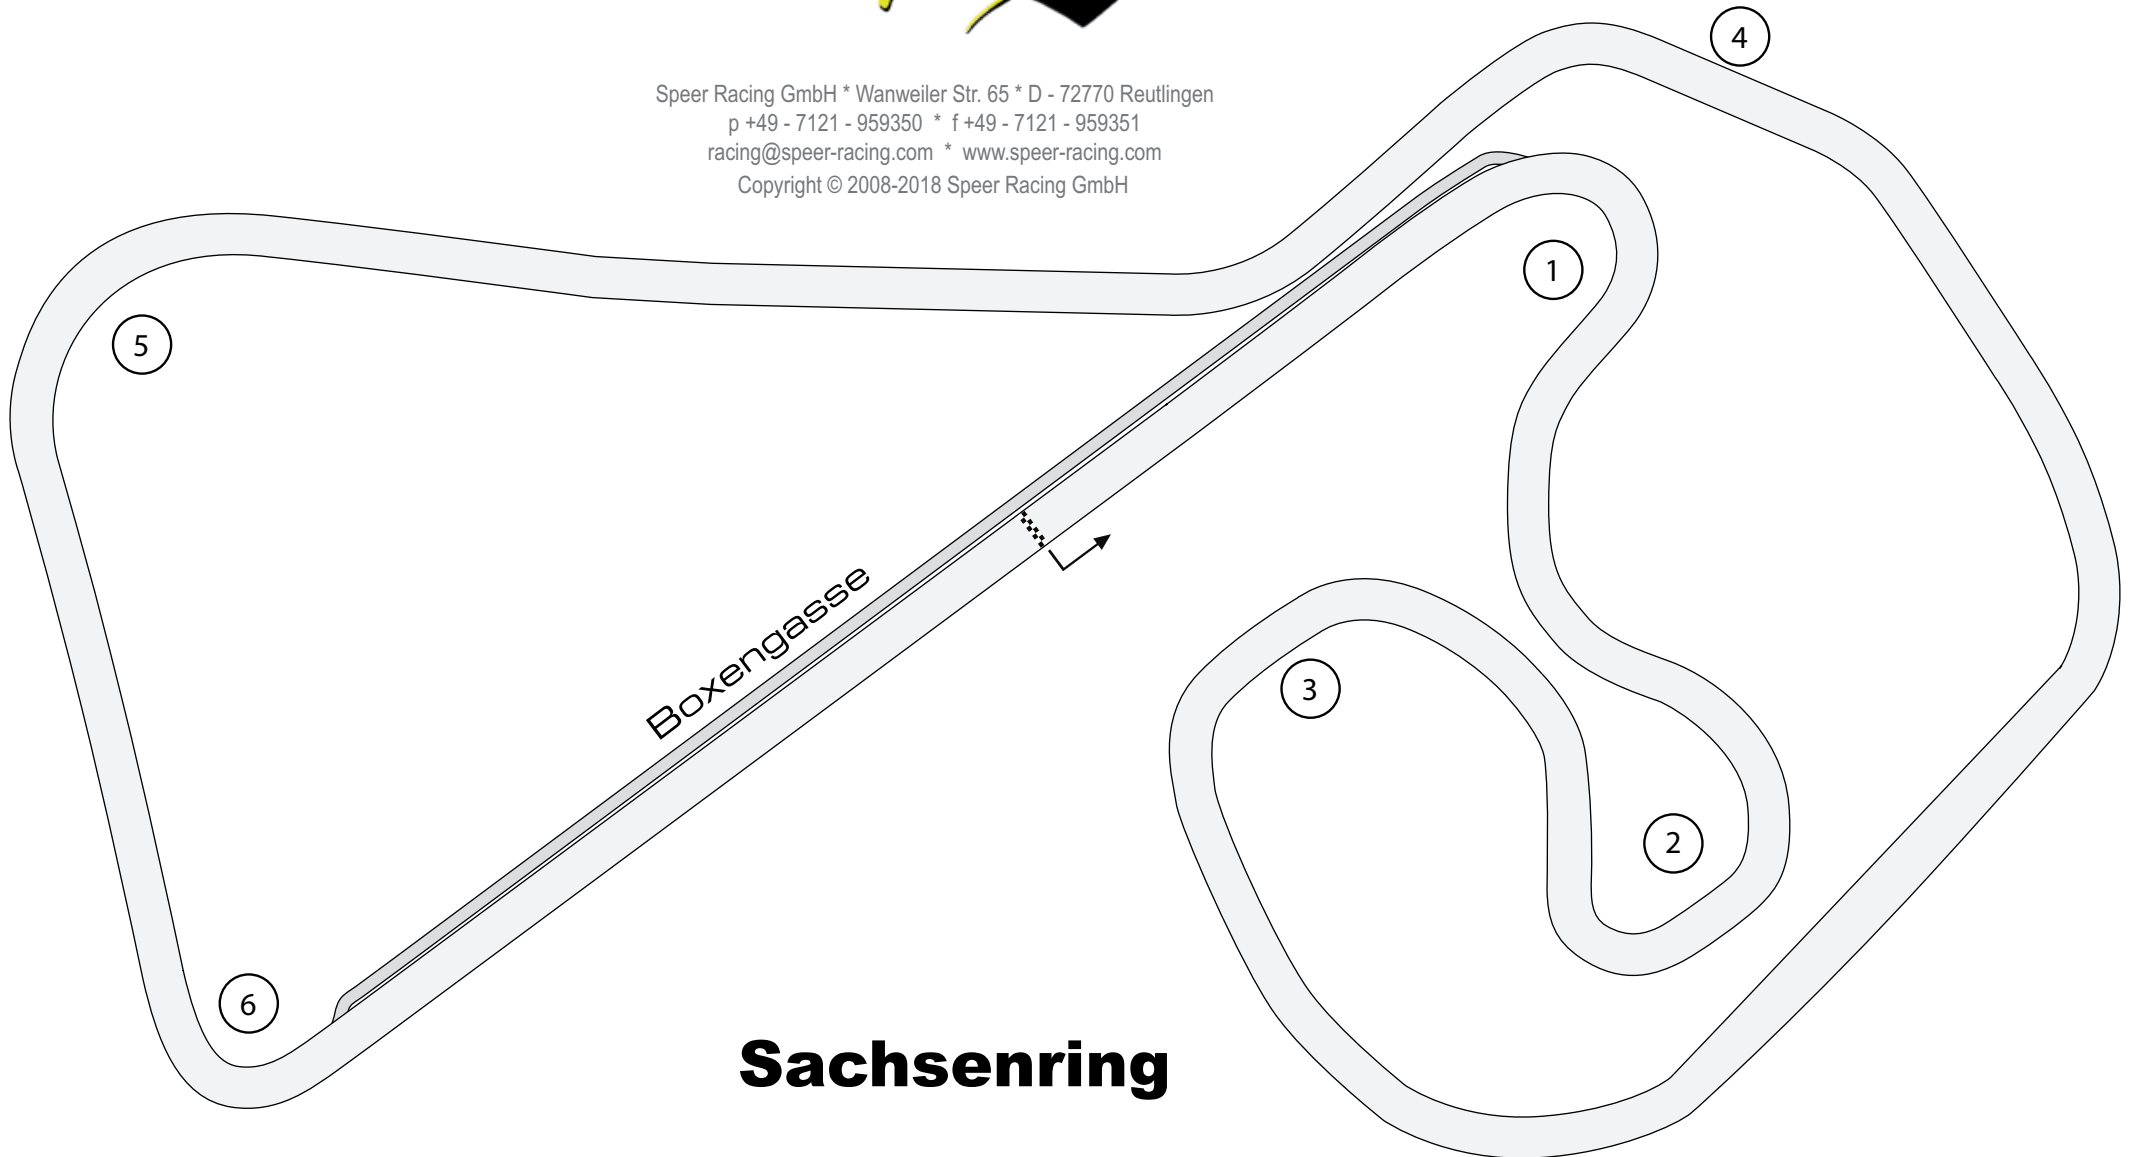 Speer Racing GmbH * Wanweiler Str. 65 * D - 72770 Reutlingen
p +49 - 7121 - 959350 * f +49 - 7121 - 959351
racing@speer-racing.com * www.speer-racing.com
Copyright © 2008-2018 Speer Racing GmbH
4
1
5
Boxengasse
3
2
6
Sachsenring